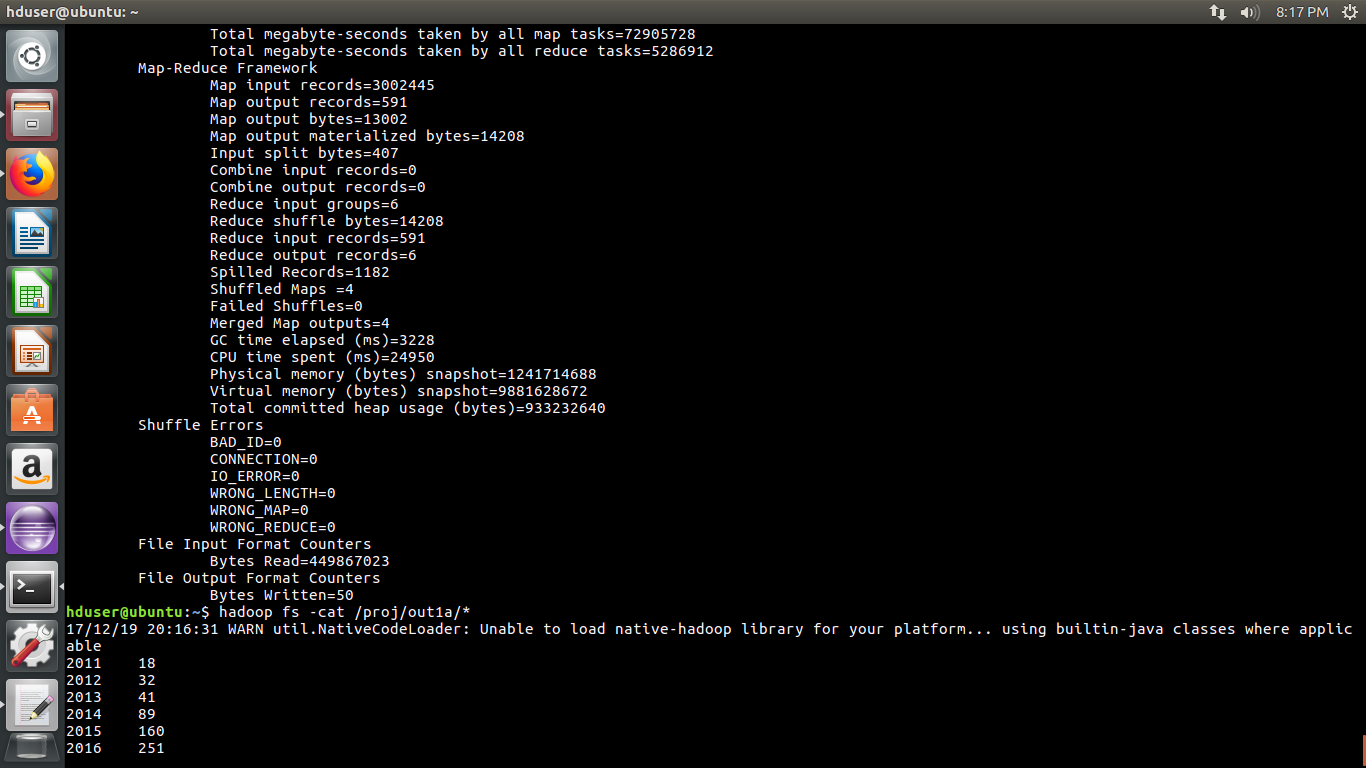 hduser@ubuntu: ~
8:17 PM
Total megabyte-seconds taken by all map tasks=72905728
Total megabyte-seconds taken by all reduce tasks=5286912
Map-Reduce Framework
Map input records=3002445
Map output records=591
Map output bytes=13002
Map output materialized bytes=14208
Input split bytes=407
Combine input records=0
Combine output records=0
Reduce input groups=6
Reduce shuffle bytes=14208
Reduce input records=591
Reduce output records=6
Spilled Records=1182
Shuffled Maps =4
Failed Shuffles=0
Merged Map outputs=4
GC time elapsed (ms)=3228
CPU time spent (ms)=24950
Physical memory (bytes) snapshot=1241714688
Virtual memory (bytes) snapshot=9881628672
Total committed heap usage (bytes)=933232640
Shuffle Errors
BAD_ID=0
CONNECTION=0
IO_ERROR=0
WRONG_LENGTH=0
WRONG_MAP=0
WRONG_REDUCE=0
File Input Format Counters
Bytes Read=449867023
File Output Format Counters
Bytes Written=50
hduser@ubuntu:~$ hadoop fs -cat /proj/out1a/*
17/12/19 20:16:31 WARN util.NativeCodeLoader: Unable to load native-hadoop library for your platform... using builtin-java classes where applic
able
2011 18
2012 32
2013 41
2014 89
2015 160
2016 251